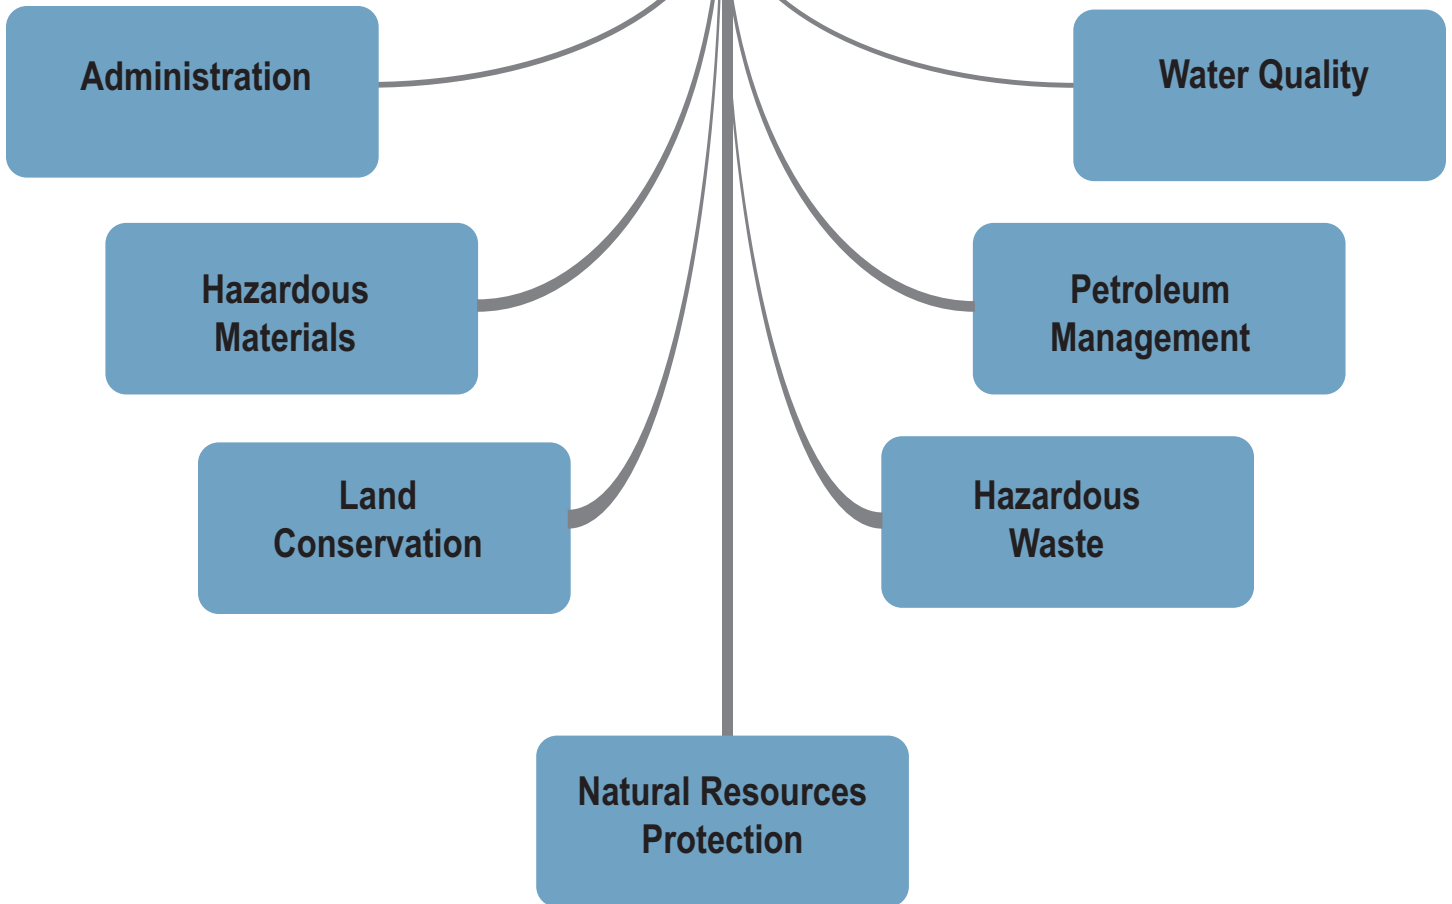 Administration
Water Quality
Hazardous
Materials
Petroleum
Management
Land
Conservation
Hazardous
Waste
Natural Resources
Protection